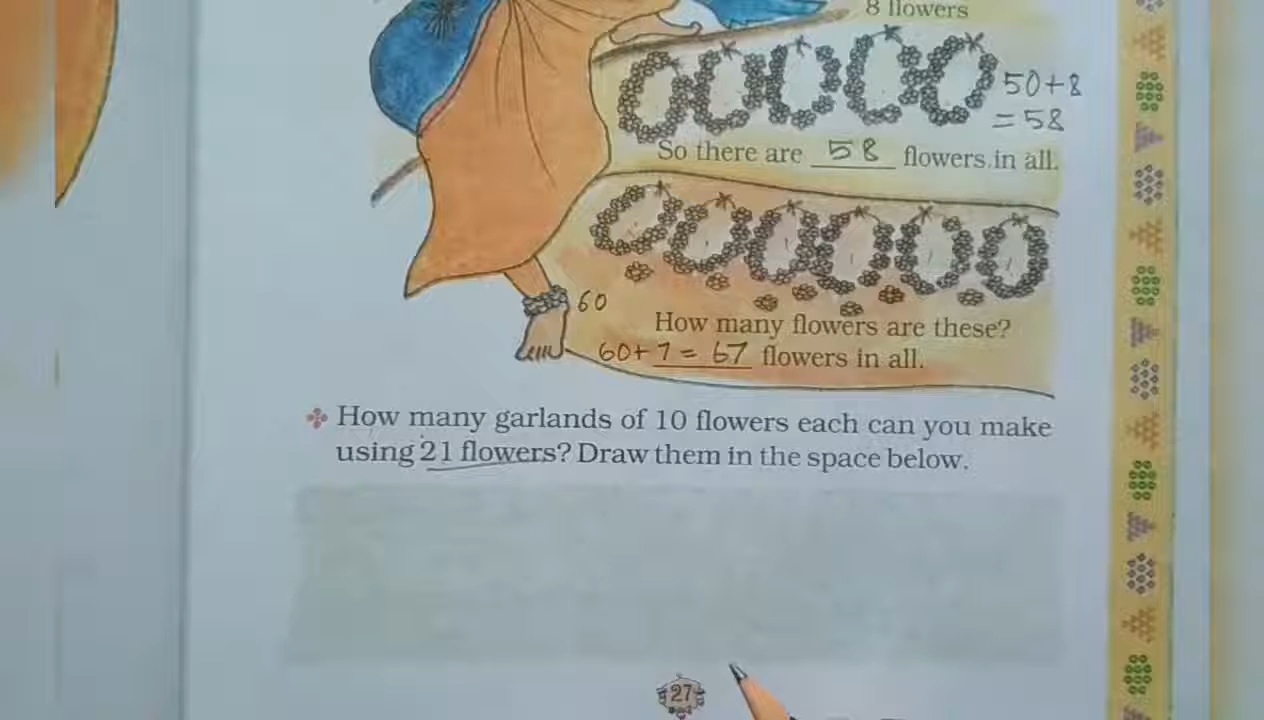 8 flowers
50+8
=58
So there are 58 flowers in all.
60
How many flowers are these?
60+7= 67 flowers in all.
How many garlands of 10 flowers each can you make
using 21 flowers? Draw them in the space below.
27